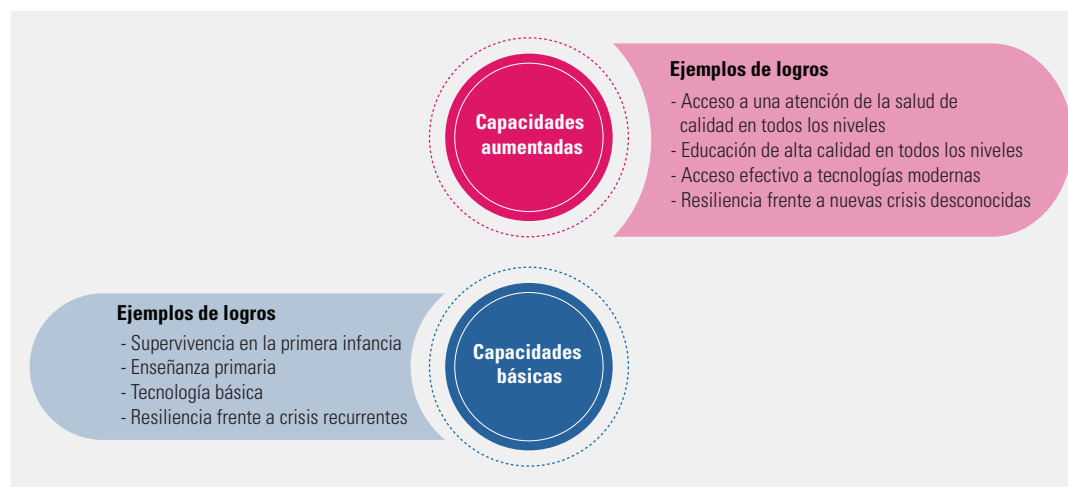 Capacidades
aumentadas
Ejemplos de logros
- Acceso a una atención de la salud de
calidad en todos los niveles
- Educación de alta calidad en todos los niveles
- Acceso efectivo a tecnologías modernas
- Resiliencia frente a nuevas crisis desconocidas
Ejemplos de logros
- Supervivencia en la primera infancia
- Enseñanza primaria
- Tecnología básica
- Resiliencia frente a crisis recurrentes
Capacidades
básicas